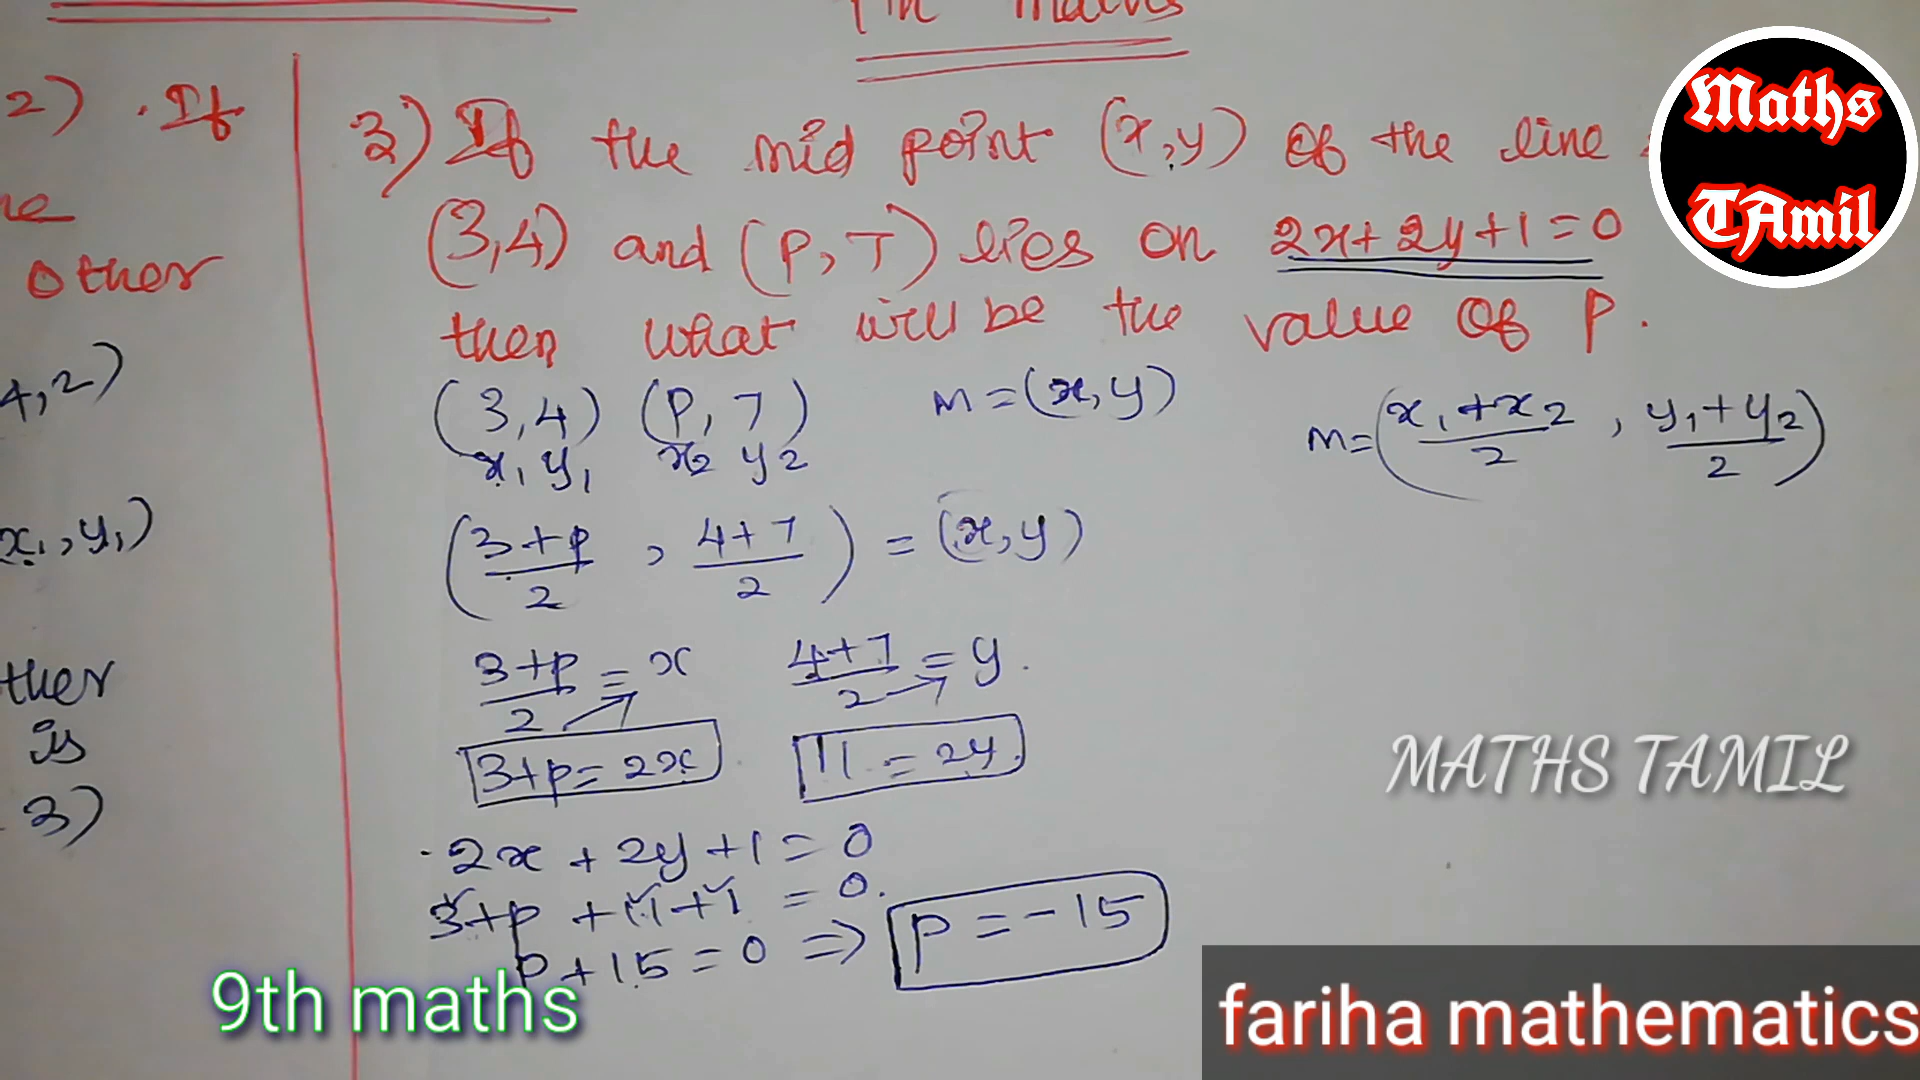 9th Maths
2) . If
re
Other
4,2)
x₁,y₁)
ther
is
3)
3) If the mid point (x,y) of the line
(3,4) and (P,7) lies on 2x+2y+1=0
then what will be the value of P.
(3,4) (P,7) m=(x,y) m=(x₁+x₂/2 , y₁+y₂/2)
x₁ y₁ x₂ y₂
(3+p/2 , 4+7/2) = (x,y)
3+p/2 = x 4+7/2 = y.
3+p=2x 11=2y.
.2x+2y+1=0
3+p+11+1=0.
p+15=0 ⇒ p=-15
Maths
TAmil
MATHS TAMIL
9th maths
fariha mathematics